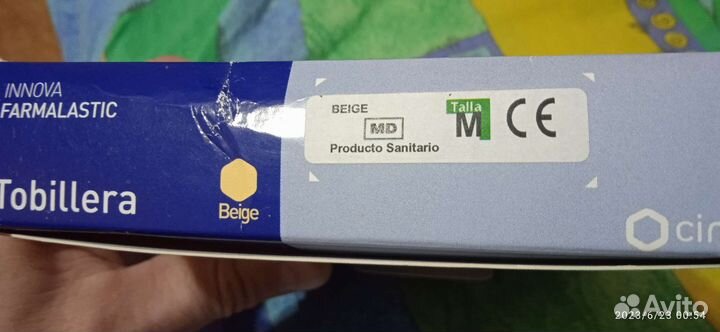 INNOVA
FARMALASTIC
Tobillera
Beige
BEIGE
MD
Producto Sanitario
Talla
M
CE
2023/6/23 00:54
Avito